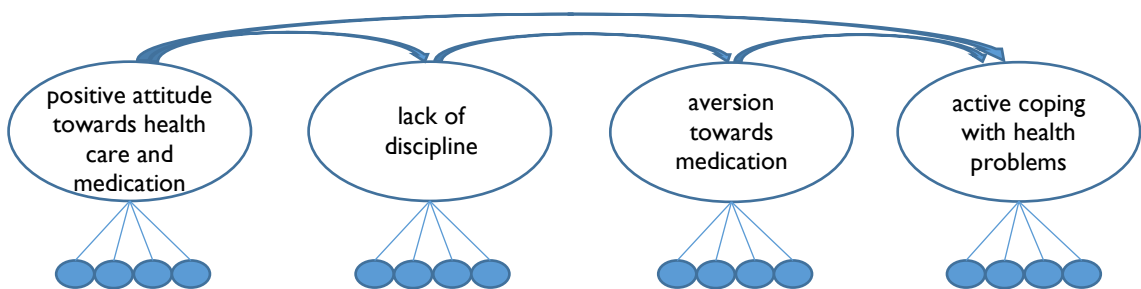 positive attitude
towards health
care and
medication
lack of
discipline
aversion
towards
medication
active coping
with health
problems